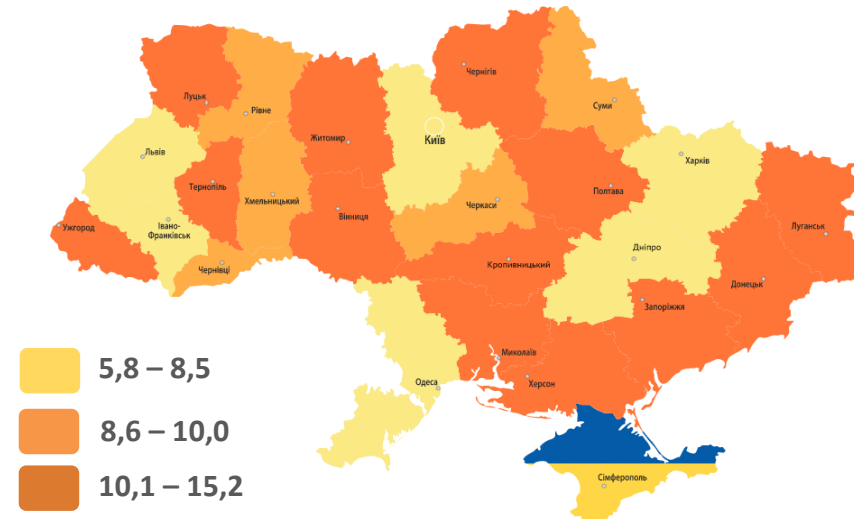 Чернігів
Луцьк
Рівне
Суми
Житомир
Київ
Львів
Харків
Тернопіль
Хмельницький
Полтава
Черкаси
Вінниця
Івано-
Франківськ
Ужгород
Луганськ
Дніпро
Чернівці
Кропивницький
Донецьк
Запоріжжя
Миколаїв
Одеса
Херсон
Сімферополь
5,8 – 8,5
8,6 – 10,0
10,1 – 15,2